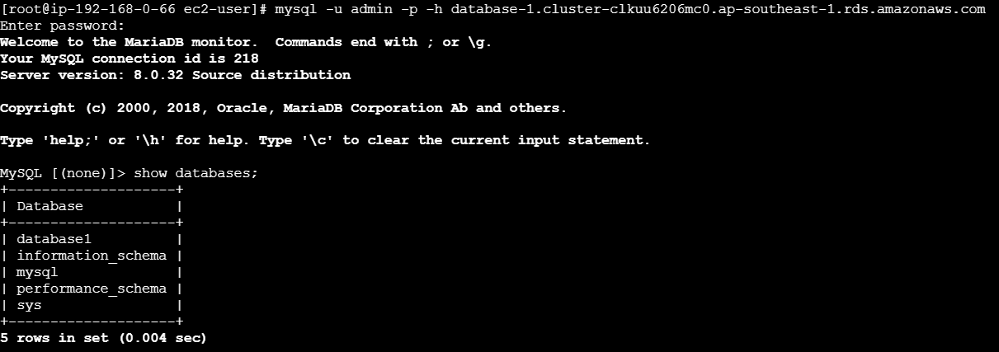 [root@ip-192-168-0-66 ec2-user]# mysql -u admin -p -h database-1.cluster-clkuu6206mc0.ap-southeast-1.rds.amazonaws.com
Enter password:
Welcome to the MariaDB monitor.  Commands end with ; or \g.
Your MySQL connection id is 218
Server version: 8.0.32 Source distribution
Copyright (c) 2000, 2018, Oracle, MariaDB Corporation Ab and others.
Type 'help;' or '\h' for help. Type '\c' to clear the current input statement.
MySQL [(none)]> show databases;
+--------------------+
| Database           |
+--------------------+
| database1          |
| information_schema |
| mysql              |
| performance_schema |
| sys                |
+--------------------+
5 rows in set (0.004 sec)